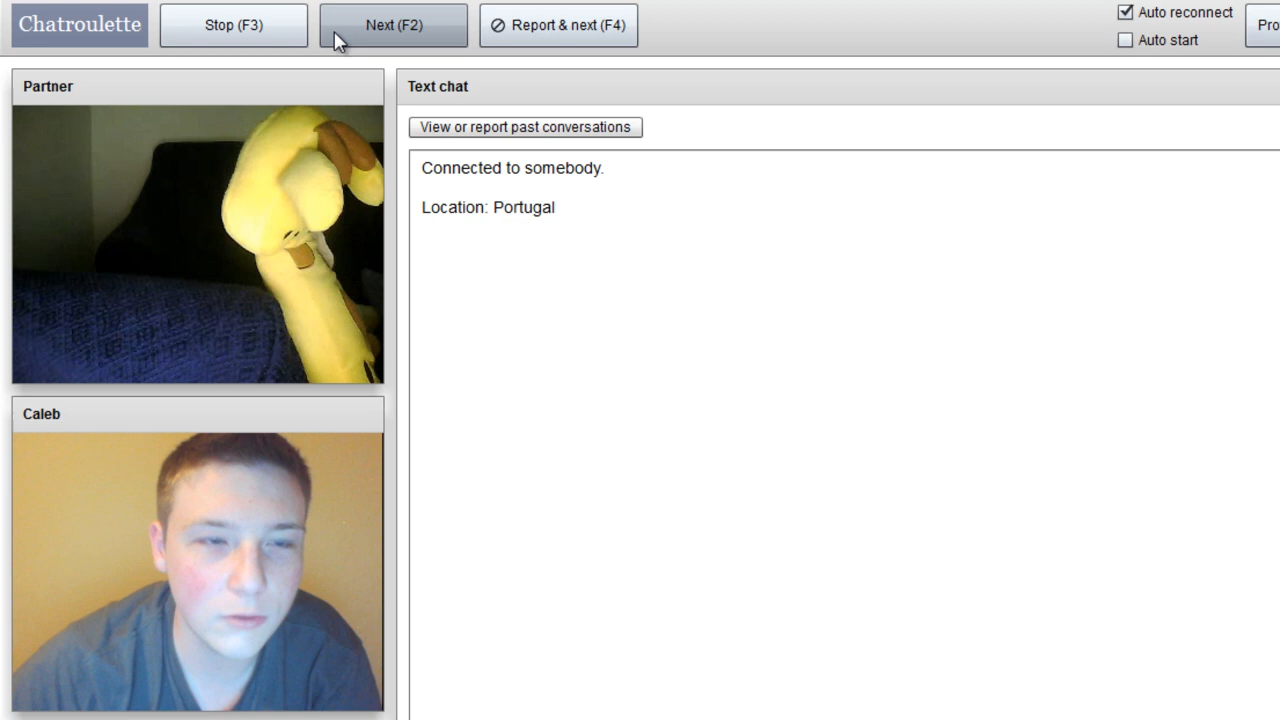 Chatroulette
Stop (F3)
Next (F2)
Report & next (F4)
Auto reconnect
Auto start
Partner
Text chat
View or report past conversations
Connected to somebody.
Location: Portugal
Caleb